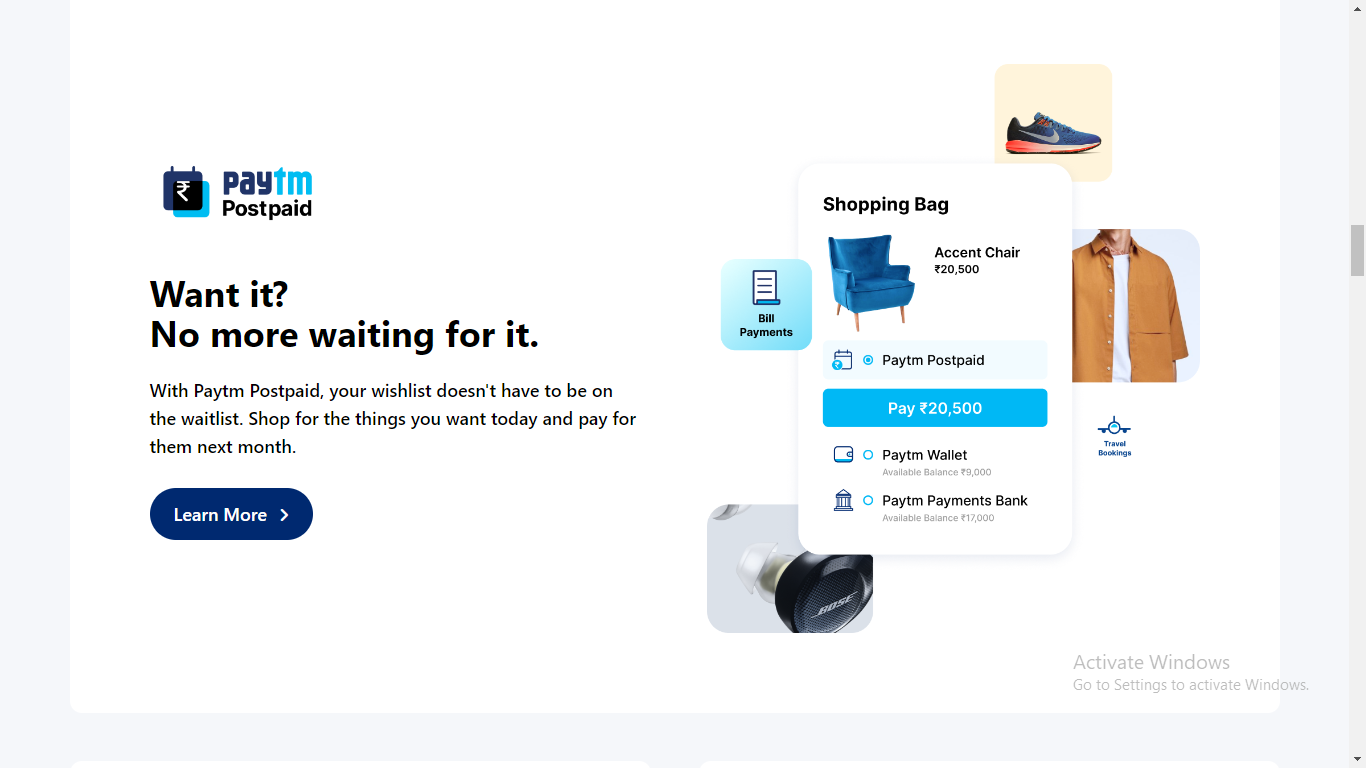 ₹ paytm
Postpaid
Want it?
No more waiting for it.
With Paytm Postpaid, your wishlist doesn't have to be on
the waitlist. Shop for the things you want today and pay for
them next month.
Learn More
Shopping Bag
Accent Chair
₹20,500
Bill
Payments
₹
Paytm Postpaid
Pay ₹20,500
Paytm Wallet
Available Balance ₹9,000
Paytm Payments Bank
Available Balance ₹17,000
Travel
Bookings
BOSE
Activate Windows
Go to Settings to activate Windows.